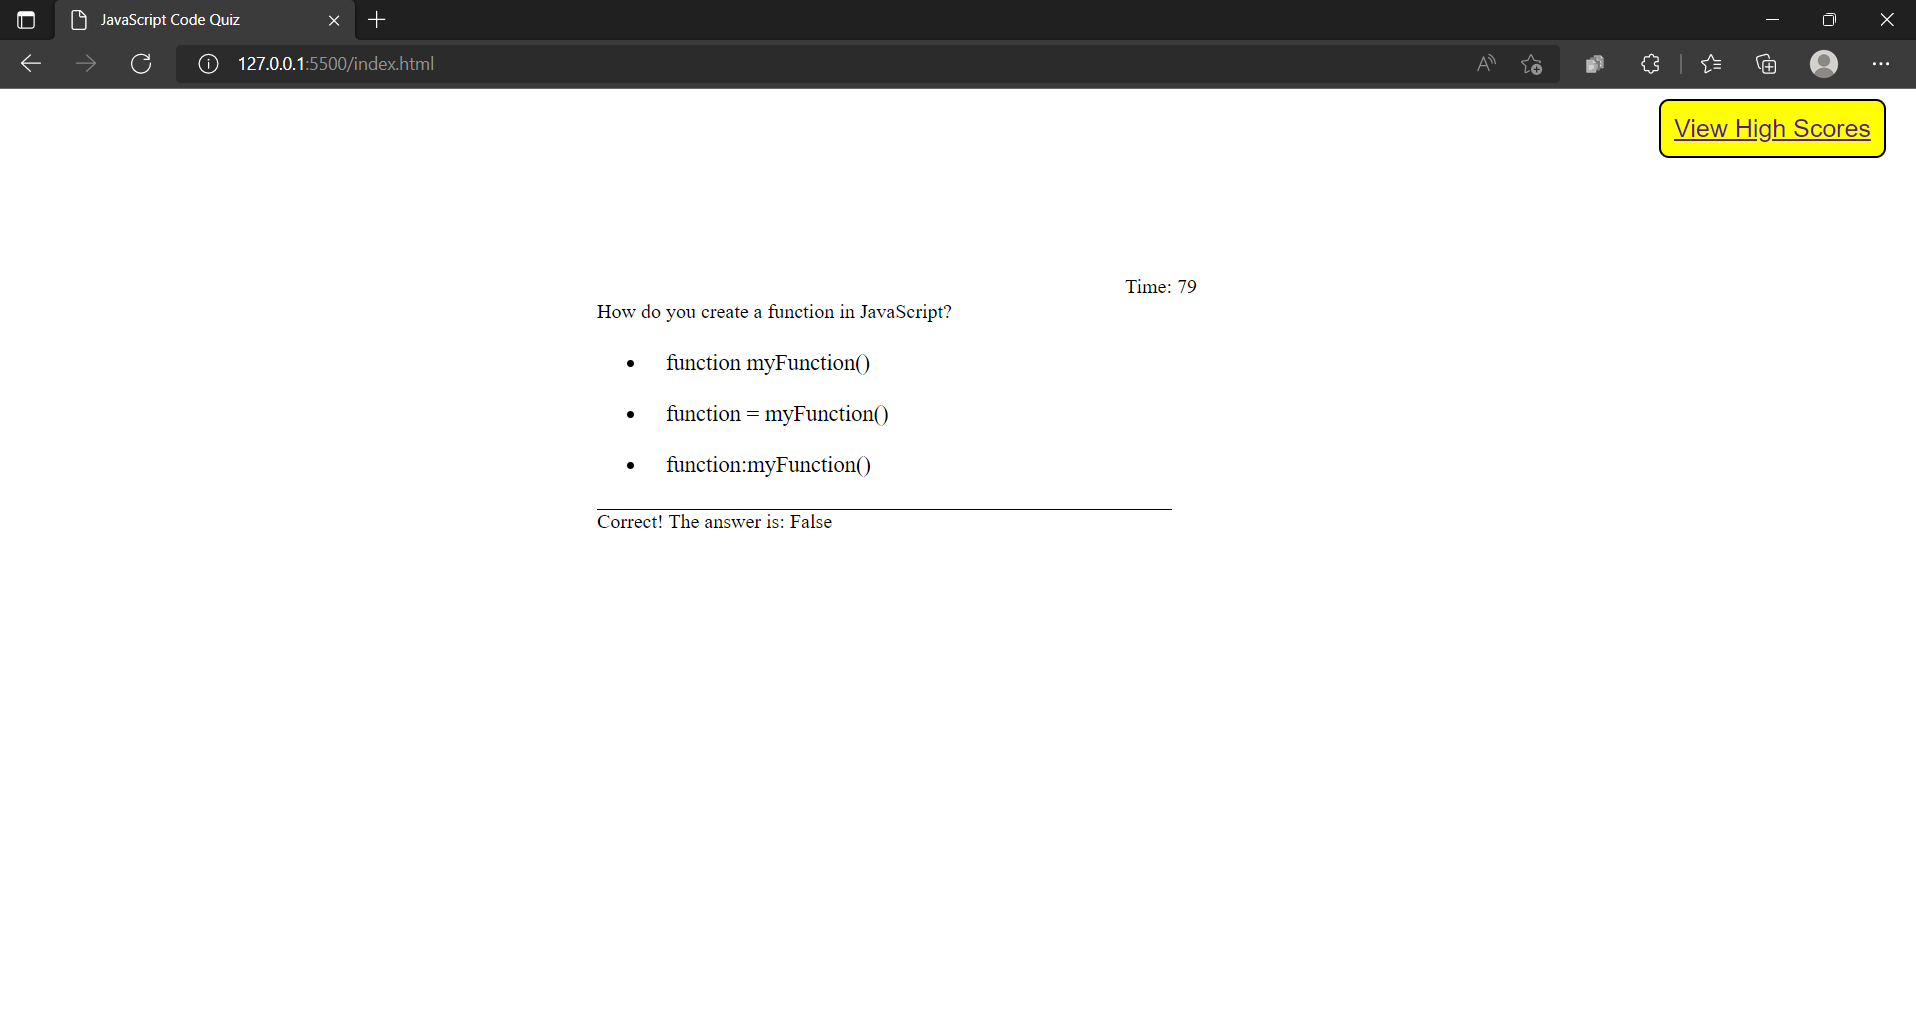 JavaScript Code Quiz
127.0.0.1:5500/index.html
View High Scores
Time: 79
How do you create a function in JavaScript?
• function myFunction()
• function = myFunction()
• function:myFunction()
Correct! The answer is: False